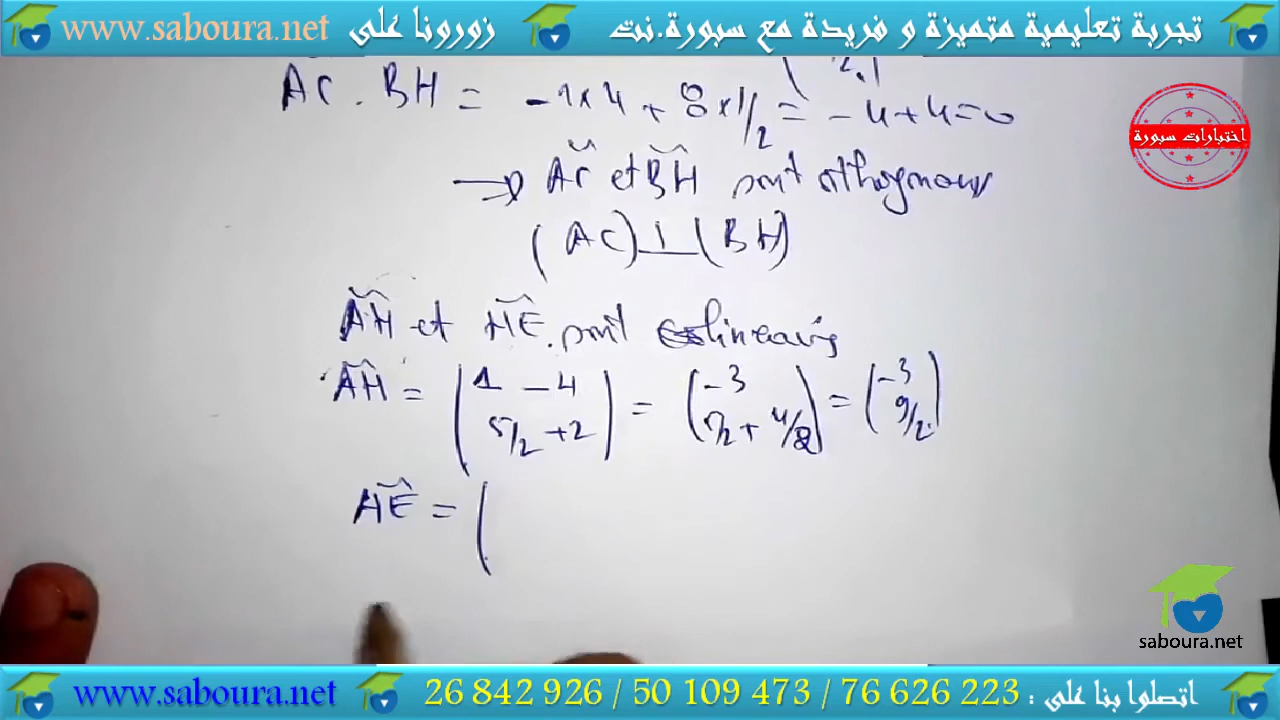 تجربة تعليمية متميزة و فريدة مع سبورة.نت زورونا على www.saboura.net
AC . BH = -1x4 + 8x1/2 = -4+4=0
اختبارات سبورة
→ AC et BH sont orthogonaux
(AC)⊥(BH)
AH et HE sont colineairs
AH = (1 - 4 5/2 +2) = (-3 5/2 + 4/2) = (-3 9/2)
HE = (
saboura.net
اتصلوا بنا على : 26 842 926 / 50 109 473 / 76 626 223 www.saboura.net